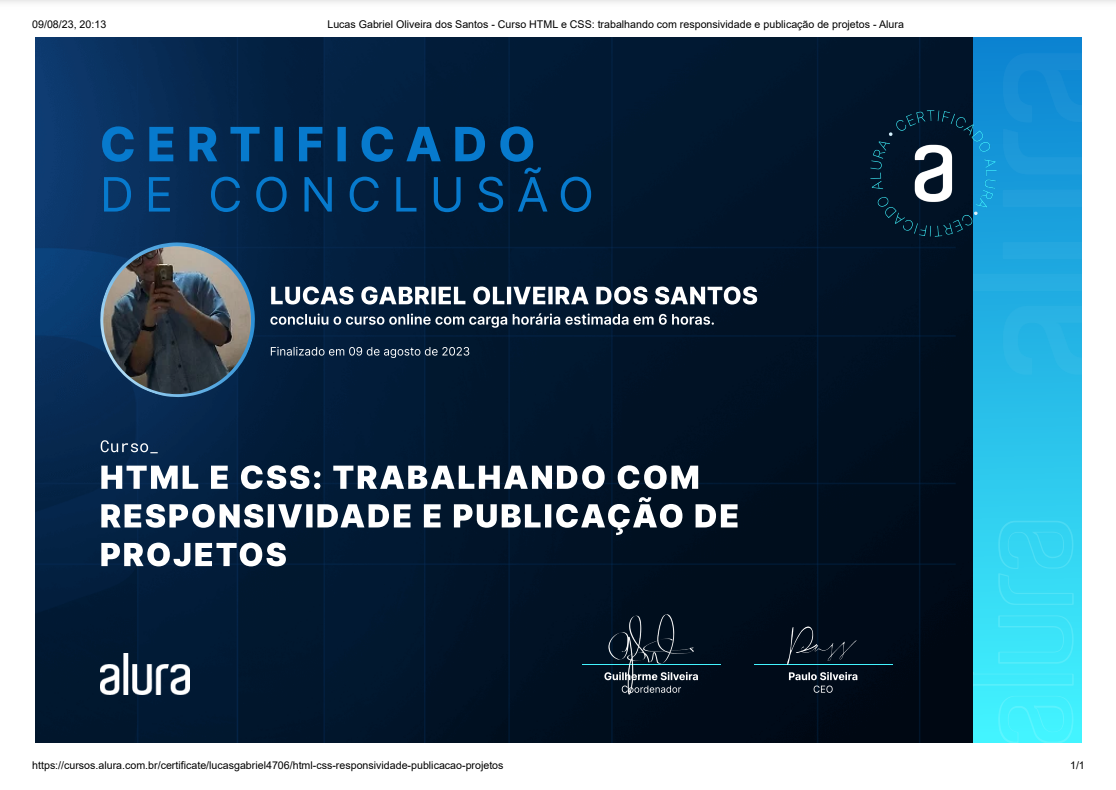 09/08/23, 20:13
Lucas Gabriel Oliveira dos Santos - Curso HTML e CSS: trabalhando com responsividade e publicação de projetos - Alura
CERTIFICADO
DE CONCLUSÃO
CERTIFICADO ALURA • CERTIFICADO ALURA •
a
alura
LUCAS GABRIEL OLIVEIRA DOS SANTOS
concluiu o curso online com carga horária estimada em 6 horas.
Finalizado em 09 de agosto de 2023
Curso_
HTML E CSS: TRABALHANDO COM
RESPONSIVIDADE E PUBLICAÇÃO DE
PROJETOS
alura
alura
Guilherme Silveira
Coordenador
Paulo Silveira
CEO
https://cursos.alura.com.br/certificate/lucasgabriel4706/html-css-responsividade-publicacao-projetos
1/1